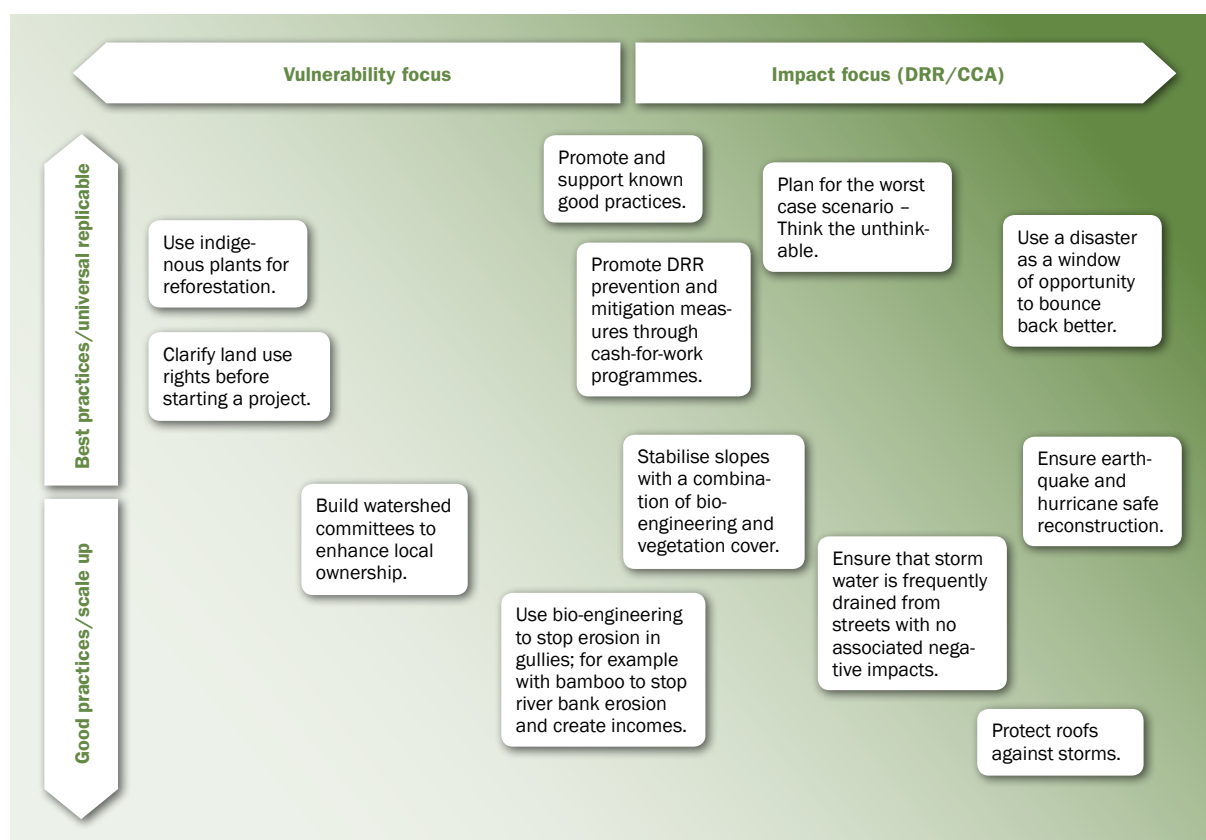 Vulnerability focus
Impact focus (DRR/CCA)
Best practices/universal replicable
Good practices/scale up
Promote and
support known
good practices.
Plan for the worst
case scenario –
Think the unthink-
able.
Use indige-
nous plants for
reforestation.
Use a disaster
as a window
of opportunity
to bounce
back better.
Promote DRR
prevention and
mitigation meas-
ures through
cash-for-work
programmes.
Clarify land use
rights before
starting a project.
Stabilise slopes
with a combina-
tion of bio-
engineering and
vegetation cover.
Ensure earth-
quake and
hurricane safe
reconstruction.
Build watershed
committees to
enhance local
ownership.
Ensure that storm
water is frequently
drained from
streets with no
associated nega-
tive impacts.
Use bio-engineering
to stop erosion in
gullies; for example
with bamboo to stop
river bank erosion
and create incomes.
Protect roofs
against storms.